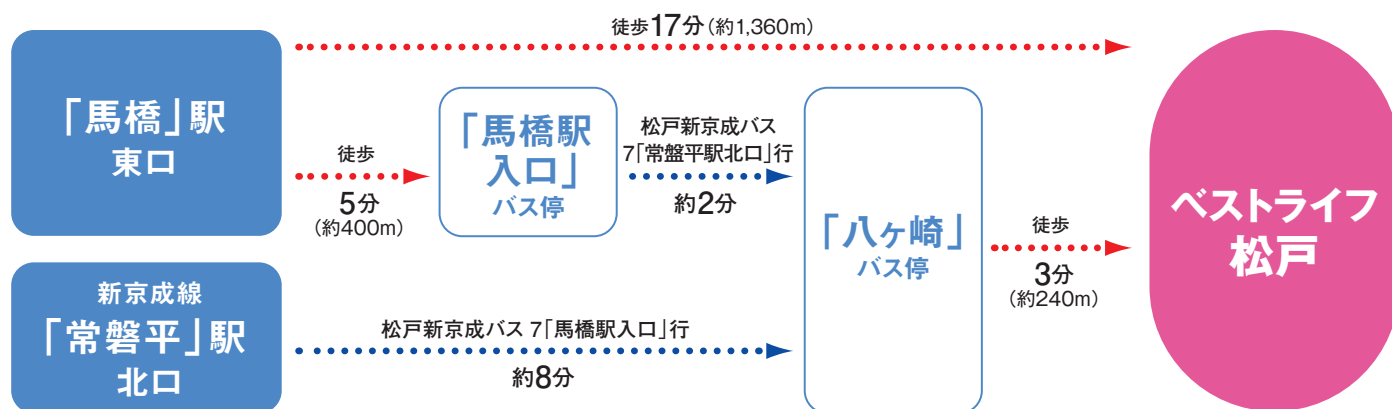 徒歩17分(約1,360m)
「馬橋」駅
東口
徒歩
5分
(約400m)
「馬橋駅
入口」
バス停
松戸新京成バス
7「常盤平駅北口」行
約2分
新京成線
「常磐平」駅
北口
松戸新京成バス 7「馬橋駅入口」行
約8分
「八ヶ崎」
バス停
徒歩
3分
(約240m)
ベストライフ
松戸